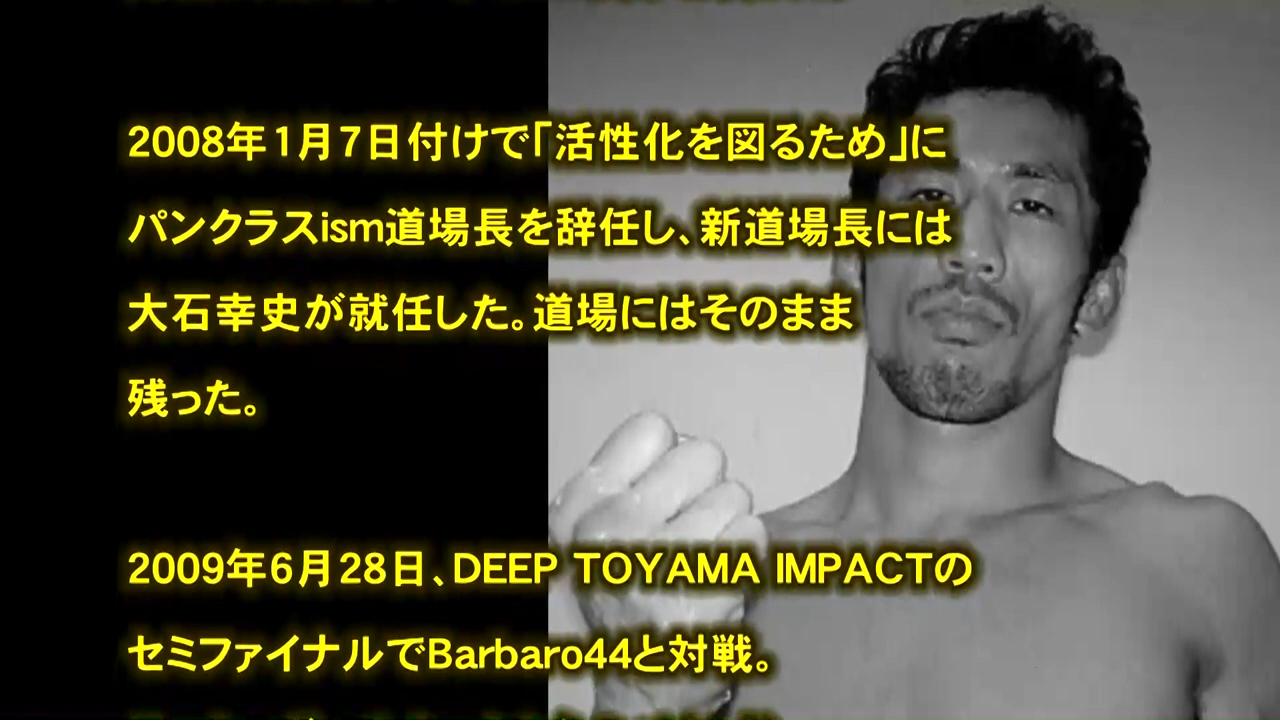 2008年1月7日付けで「活性化を図るため」に
パンクラスism道場長を辞任し、新道場長には
大石幸史が就任した。道場にはそのまま
残った。
2009年6月28日、DEEP TOYAMA IMPACTの
セミファイナルでBarbaro44と対戦。